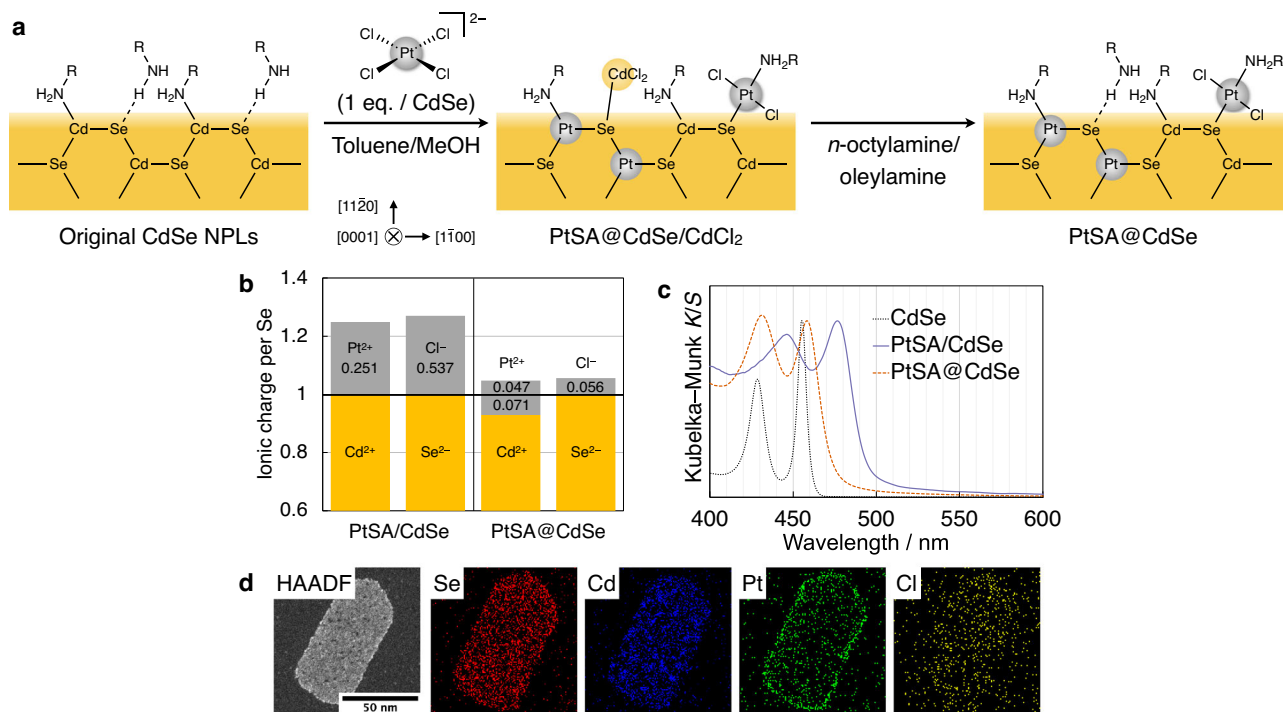 a
R
NH
H
R
H₂N
Cd
Se
Se
Cd
R
H₂N
Cd
Se
R
NH
H
Se
Cd
Original CdSe NPLs
2–
Cl
Cl
Pt
Cl
Cl
(1 eq. / CdSe)
Toluene/MeOH
[112̄0]
[0001]
[11̄00]
R
H₂N
CdCl₂
R
H₂N
NH₂R
Cl
Pt
Cl
Pt
Se
Cd
Se
Se
Pt
Se
Cd
PtSA@CdSe/CdCl₂
n-octylamine/
oleylamine
R
H₂N
R
NH
H
R
H₂N
NH₂R
Cl
Pt
Cl
Pt
Se
Cd
Se
Se
Pt
Se
Cd
PtSA@CdSe
b
Ionic charge per Se
1.4
1.2
1
0.8
0.6
Pt²⁺
0.251
Cl⁻
0.537
Pt²⁺
0.047
0.071
Cl⁻
0.056
Cd²⁺
Se²⁻
Cd²⁺
Se²⁻
PtSA/CdSe
PtSA@CdSe
c
Kubelka–Munk K/S
CdSe
PtSA/CdSe
PtSA@CdSe
400
450
500
550
600
Wavelength / nm
d
HAADF
50 nm
Se
Cd
Pt
Cl